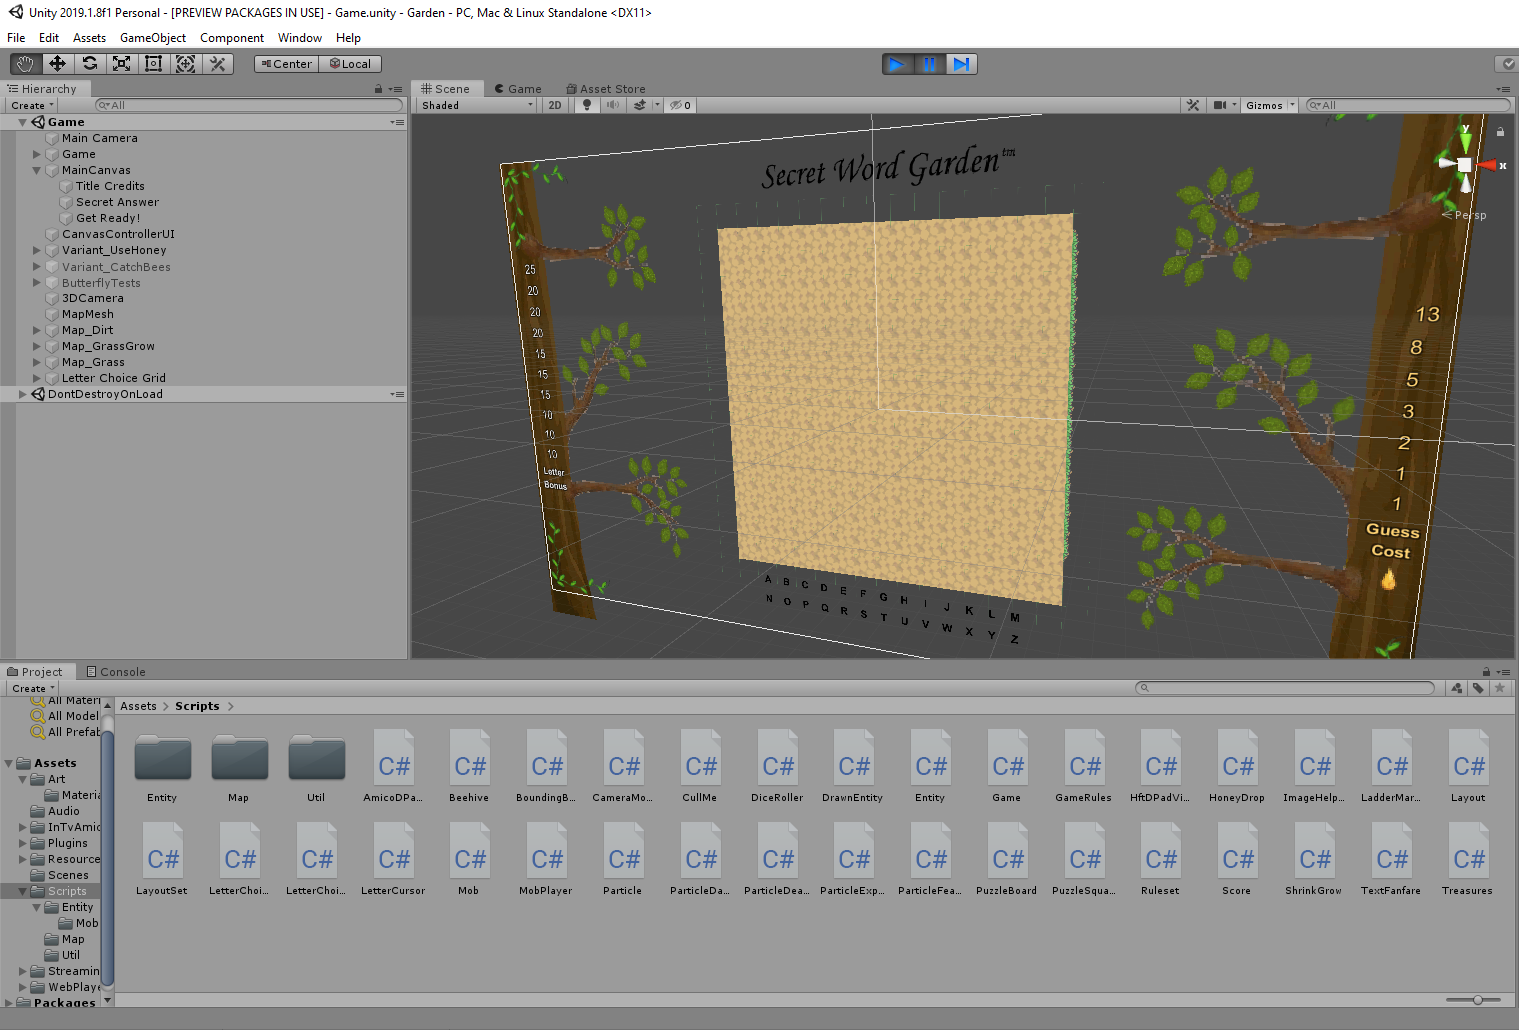 Unity 2019.1.8f1 Personal - [PREVIEW PACKAGES IN USE] - Game.unity - Garden - PC, Mac & Linux Standalone <DX11>
File Edit Assets GameObject Component Window Help
Center Local
Hierarchy
Create All
Game
Main Camera
Game
MainCanvas
Title Credits
Secret Answer
Get Ready!
CanvasControllerUI
Variant_UseHoney
Variant_CatchBees
ButterflyTests
3DCamera
MapMesh
Map_Dirt
Map_GrassGrow
Map_Grass
Letter Choice Grid
DontDestroyOnLoad
Scene Game Asset Store
Shaded 2D 0 Gizmos All
y
x
Persp
Secret Word Garden™
25
20
20
20
15
15
15
10
10
10
Letter
Bonus
13
8
5
3
2
1
1
Guess
Cost
A B C D E F G H I J K L M
N O P Q R S T U V W X Y Z
Project Console
Create
All Materi
All Model
All Prefab
Assets
Art
Materia
Audio
InTvAmic
Plugins
Resource
Scenes
Scripts
Entity
Mob
Map
Util
Streamin
WebPlaye
Packages
Assets > Scripts >
Entity Map Util AmicoDPa... Beehive BoundingB... CameraMo... CullMe DiceRoller DrawnEntity Entity Game GameRules HftDPadVi... HoneyDrop ImageHelp... LadderMar... Layout
LayoutSet LetterChoi... LetterChoi... LetterCursor Mob MobPlayer Particle ParticleDa... ParticleDea... ParticleExp... ParticleFea... PuzzleBoard PuzzleSqua... Ruleset Score ShrinkGrow TextFanfare Treasures
C# C# C# C# C# C# C# C# C# C# C# C# C# C# C#
C# C# C# C# C# C# C# C# C# C# C# C# C# C# C# C# C# C#